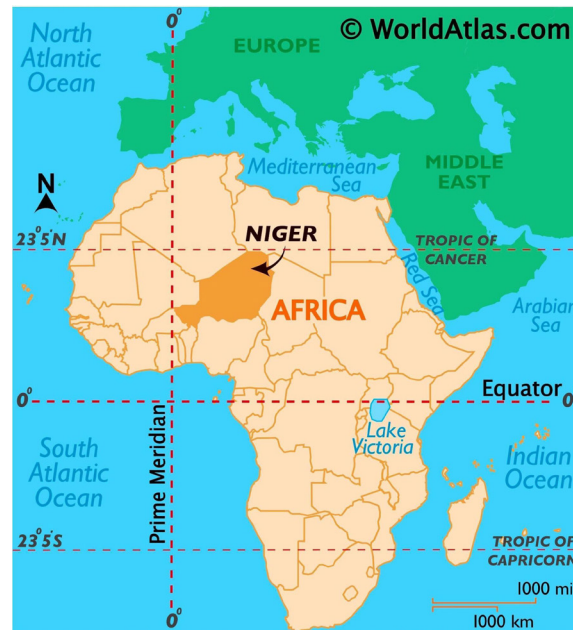 0°
© WorldAtlas.com
North
Atlantic
Ocean
EUROPE
Mediterranean
Sea
MIDDLE
EAST
N
23°5'N
NIGER
TROPIC OF
CANCER
Red Sea
AFRICA
Arabian
Sea
Equator
0°
0
Prime Meridian
Lake
Victoria
South
Atlantic
Ocean
Indian
Ocean
23°5'S
TROPIC OF
CAPRICORN
1000 mi
1000 km
0°